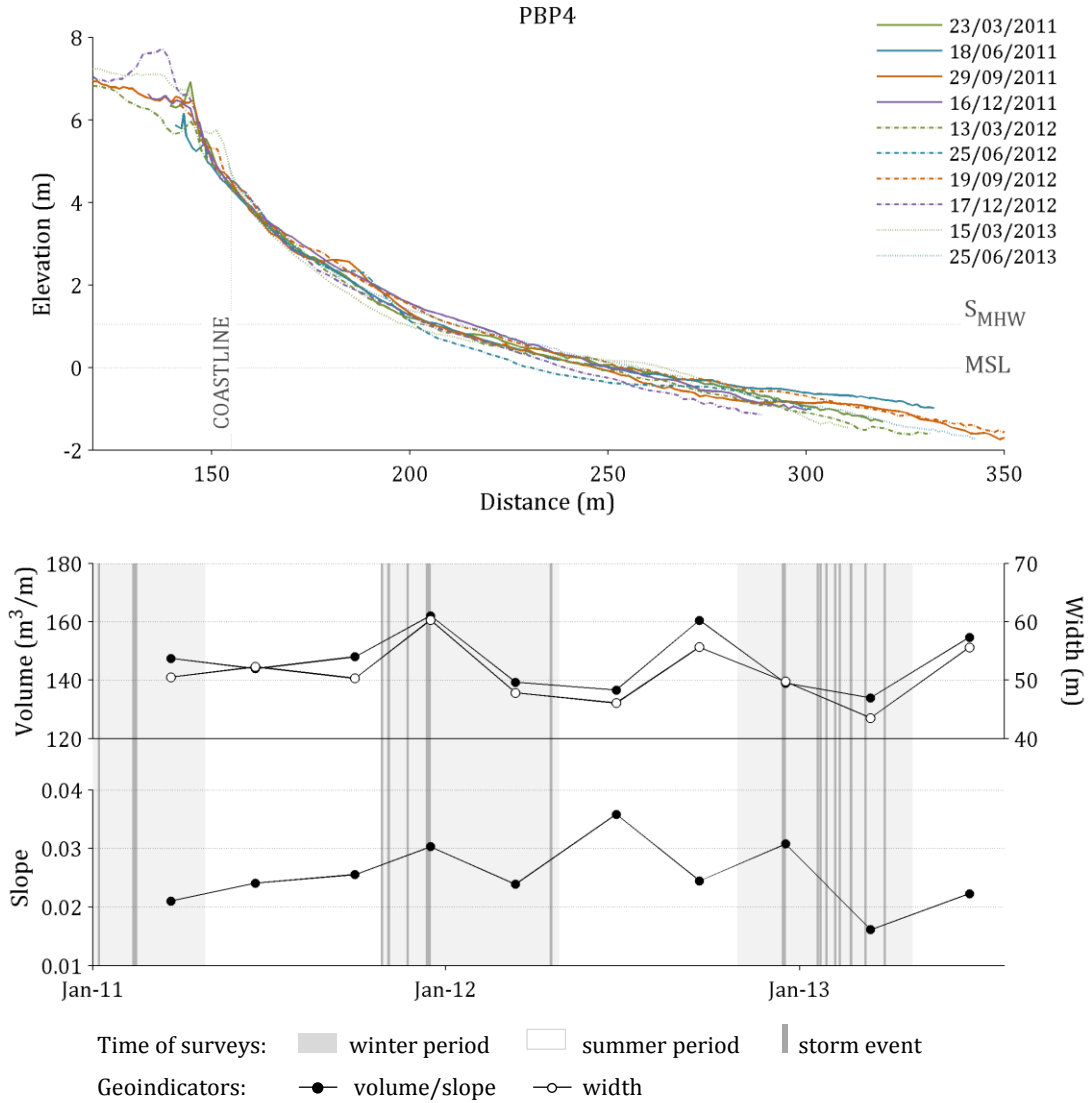 PBP4
8
6
4
2
0
-2
Elevation (m)
COASTLINE
23/03/2011
18/06/2011
29/09/2011
16/12/2011
13/03/2012
25/06/2012
19/09/2012
17/12/2012
15/03/2013
25/06/2013
S_MHW
MSL
150 200 250 300 350
Distance (m)
180
160
140
120
Volume (m³/m)
70
60
50
40
Width (m)
0.04
0.03
0.02
0.01
Slope
Jan-11 Jan-12 Jan-13
Time of surveys: winter period summer period storm event
Geoindicators: volume/slope width